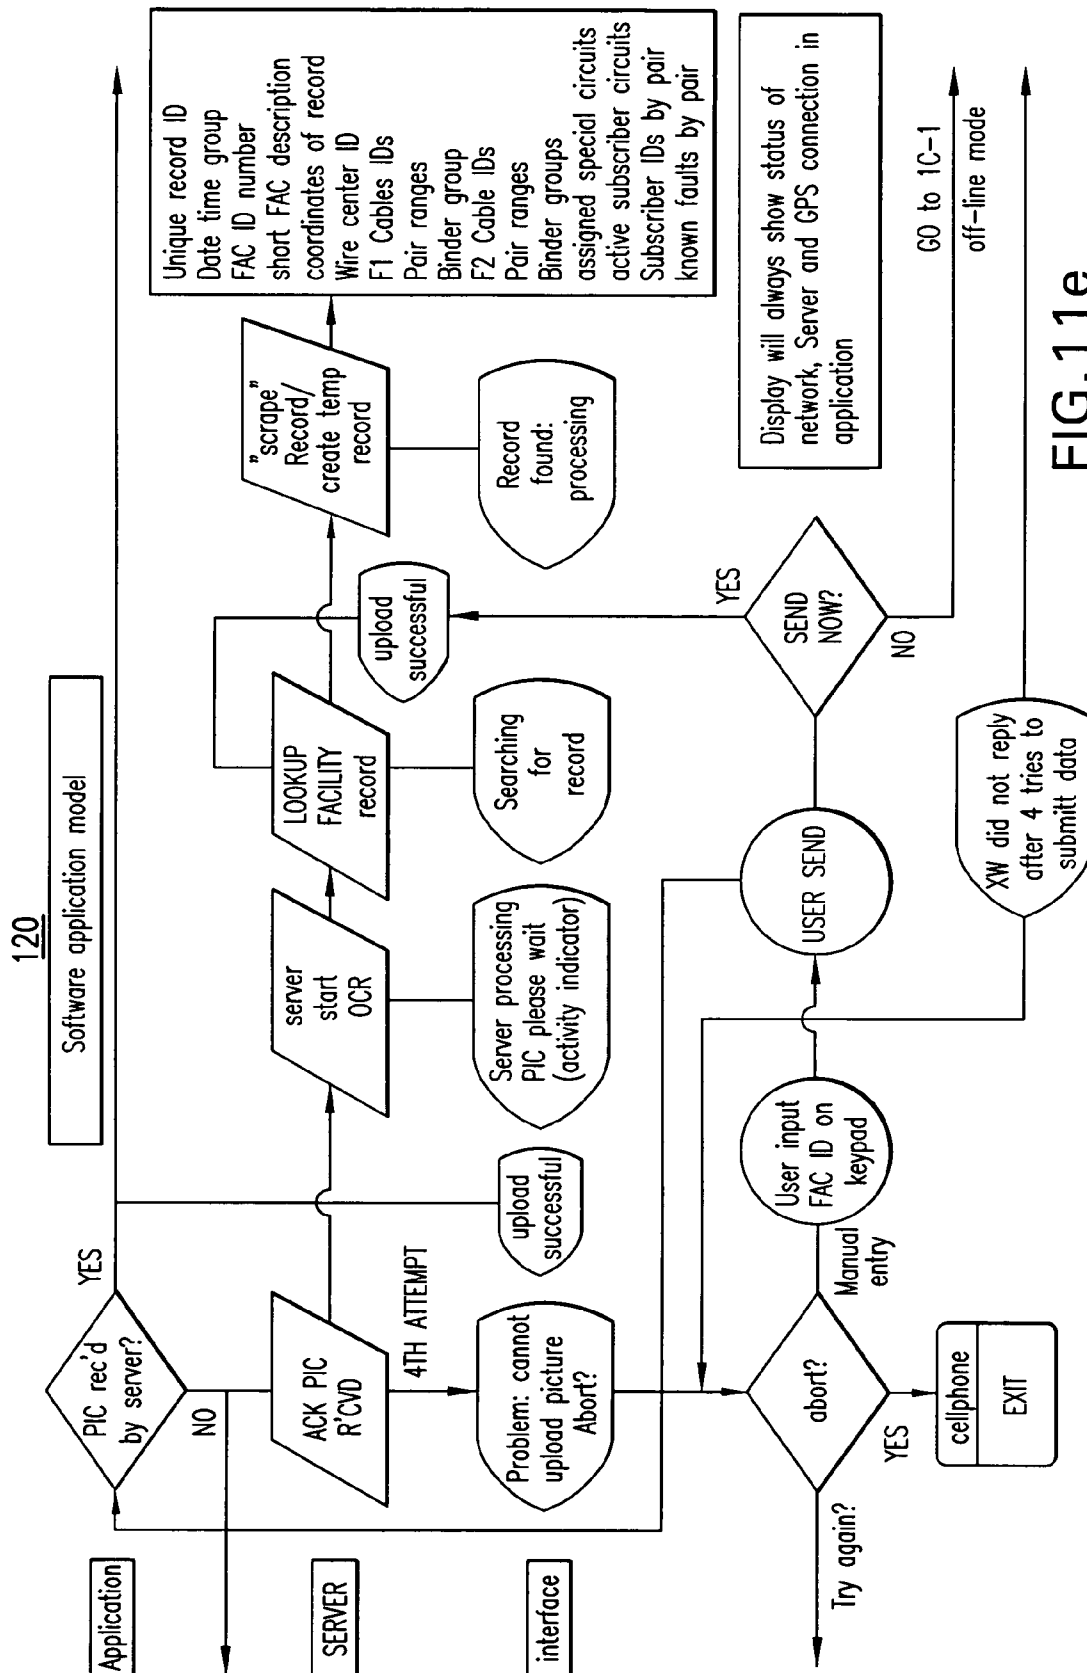 120
Software application model
Application
PIC rec'd
by server?
YES
NO
SERVER
ACK PIC
R'CVD
4TH ATTEMPT
server
start
OCR
LOOKUP
FACILITY
record
"scrape"
Record/
create temp
record
Unique record ID
Date time group
FAC ID number
short FAC description
coordinates of record
Wire center ID
F1 Cables IDs
Pair ranges
Binder group
F2 Cable IDs
Pair ranges
Binder groups
assigned special circuits
active subscriber circuits
Subscriber IDs by pair
known faults by pair
upload
successful
interface
Problem: cannot
upload picture
Abort?
upload
successful
Server processing
PIC please wait
(activity indicator)
Searching
for
record
Record
found:
processing
Display will always show status of
network, Server and GPS connection in
application
Try again?
abort?
YES
Manual
entry
User input
FAC ID on
keypad
USER SEND
SEND
NOW?
YES
NO
GO to 1C-1
off-line mode
cellphone
EXIT
XW did not reply
after 4 tries to
submitt data
FIG.11e